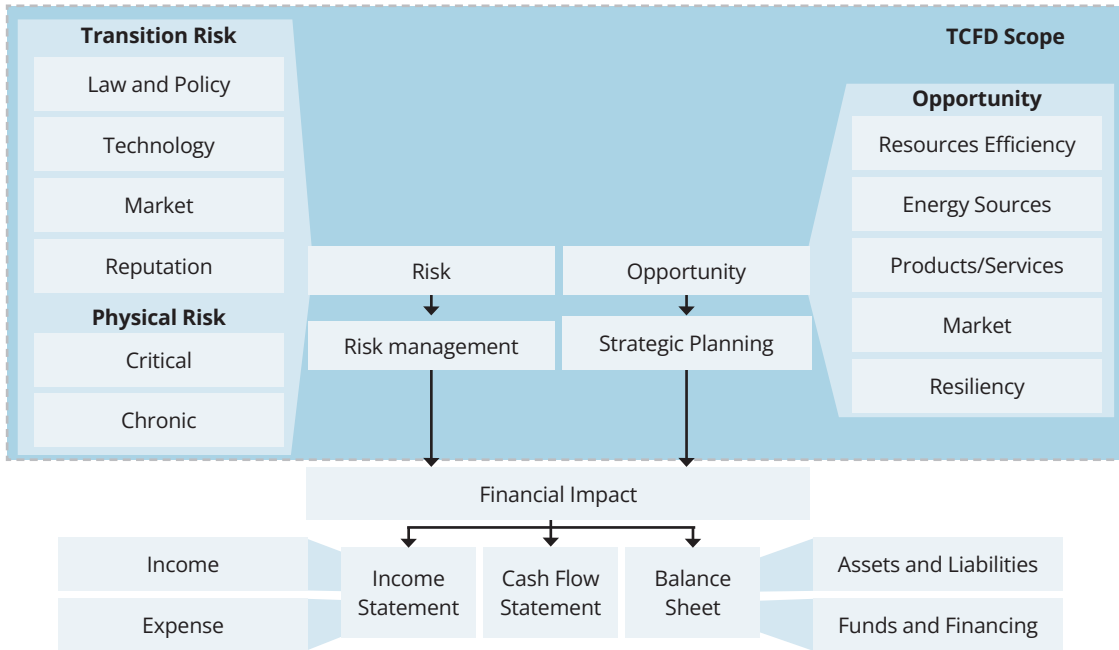 Transition Risk
Law and Policy
Technology
Market
Reputation
Physical Risk
Critical
Chronic
TCFD Scope
Opportunity
Resources Efficiency
Energy Sources
Products/Services
Market
Resiliency
Risk
Opportunity
Risk management
Strategic Planning
Financial Impact
Income
Expense
Income
Statement
Cash Flow
Statement
Balance
Sheet
Assets and Liabilities
Funds and Financing